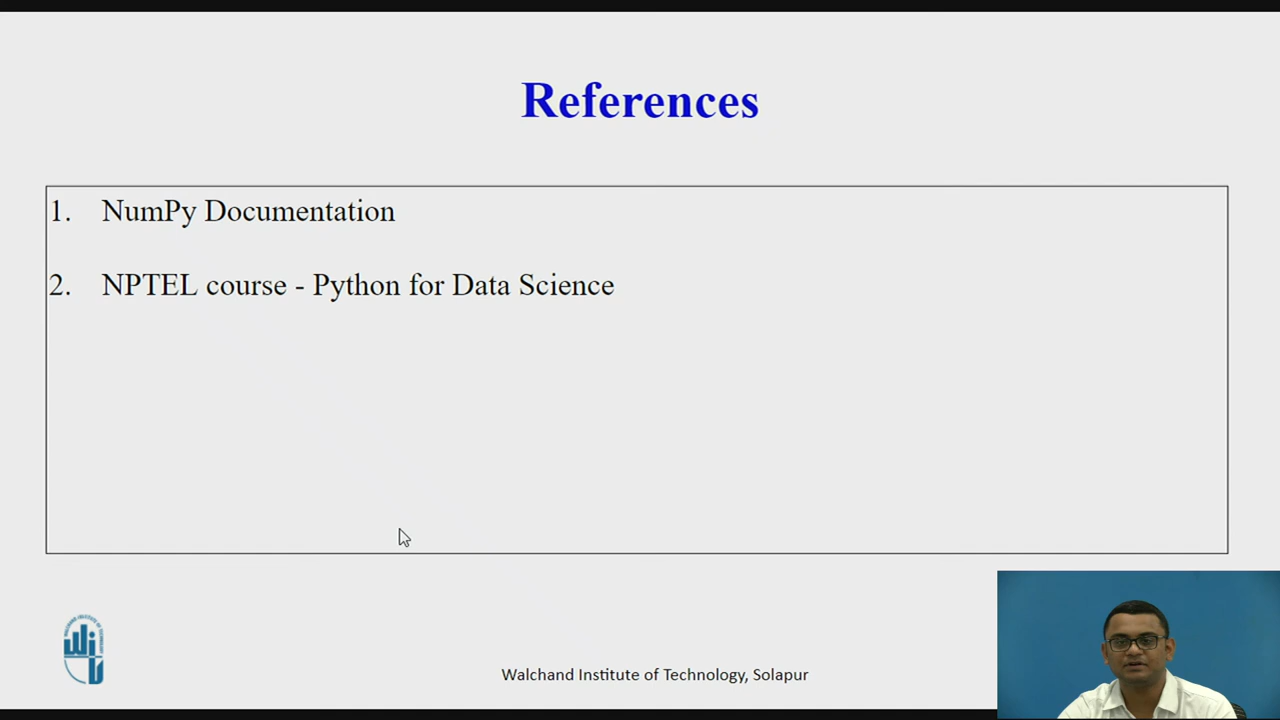 References
1. NumPy Documentation
2. NPTEL course - Python for Data Science
Walchand Institute of Technology, Solapur